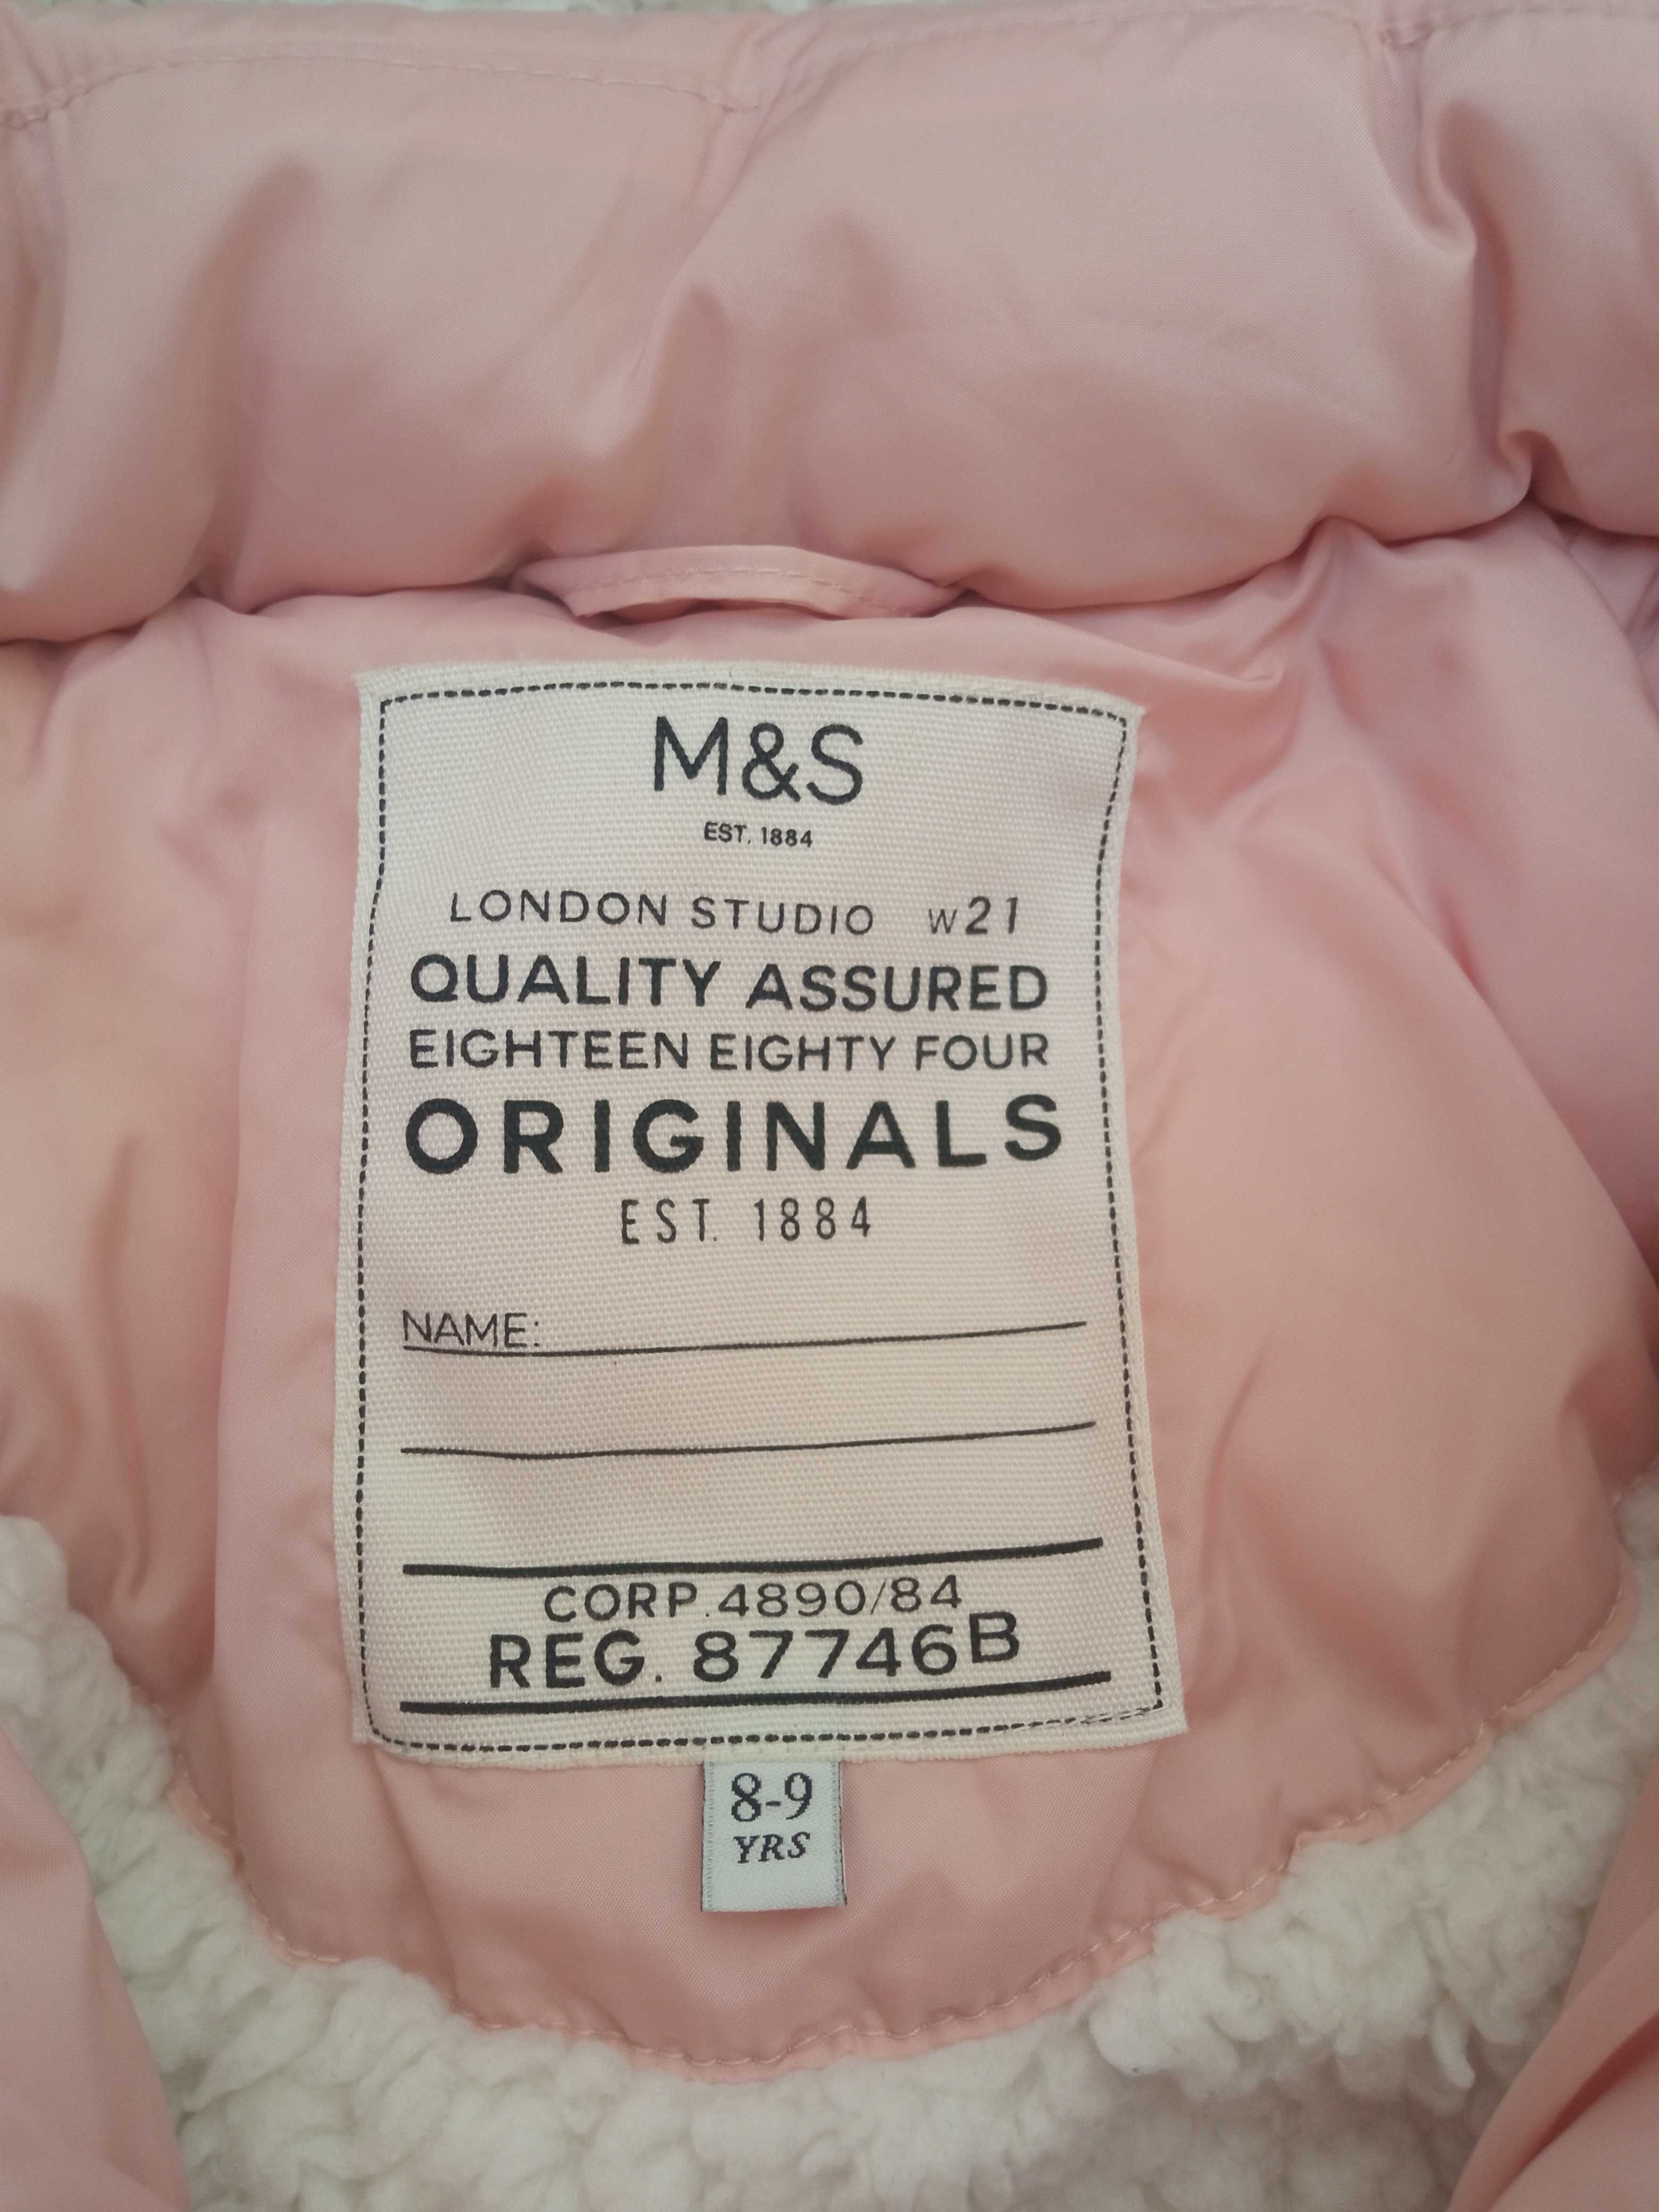 M&S
EST. 1884
LONDON STUDIO W21
QUALITY ASSURED
EIGHTEEN EIGHTY FOUR
ORIGINALS
EST. 1884
NAME:
CORP.4890/84
REG. 87746B
8-9
YRS